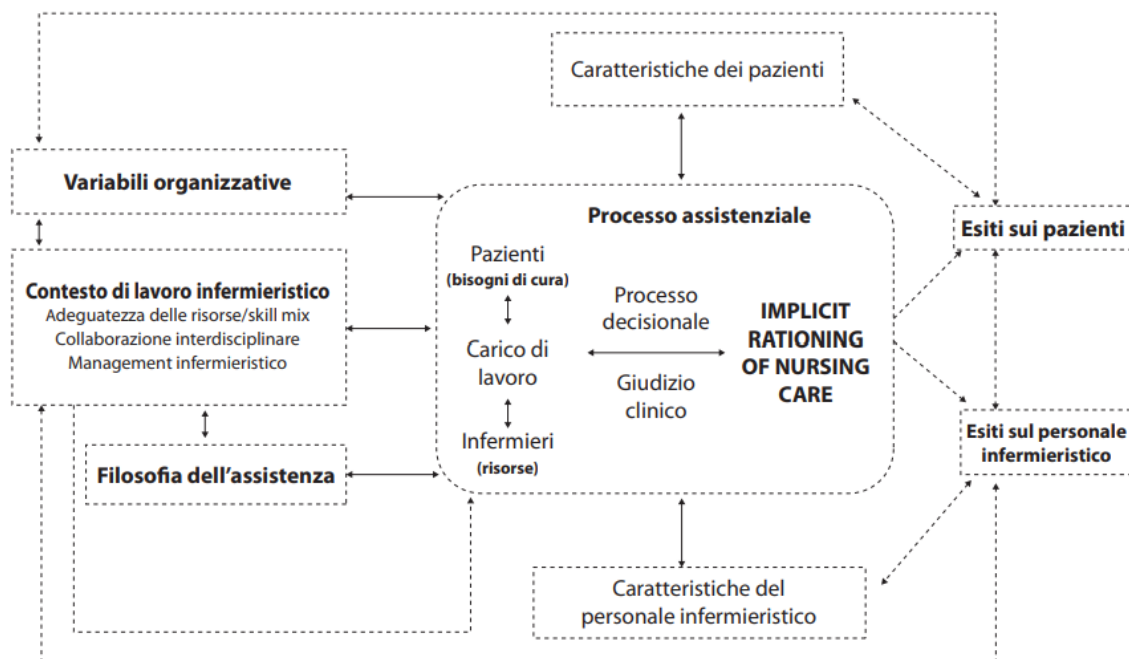 Caratteristiche dei pazienti
Variabili organizzative
Contesto di lavoro infermieristico
Adeguatezza delle risorse/skill mix
Collaborazione interdisciplinare
Management infermieristico
Filosofia dell’assistenza
Processo assistenziale
Pazienti
(bisogni di cura)
Carico di
lavoro
Infermieri
(risorse)
Processo
decisionale
Giudizio
clinico
IMPLICIT
RATIONING
OF NURSING
CARE
Esiti sui pazienti
Esiti sul personale
infermieristico
Caratteristiche del
personale infermieristico